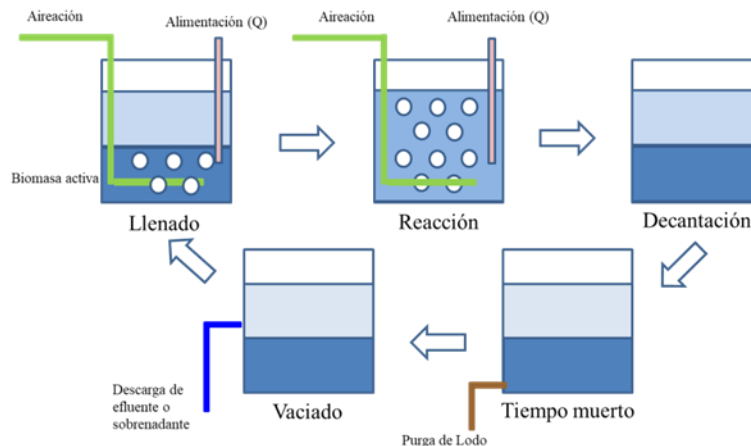 Aireación
Alimentación (Q)
Aireación
Alimentación (Q)
Biomasa activa
Llenado
Reacción
Decantación
Descarga de
efluente o
sobrenadante
Vaciado
Tiempo muerto
Purga de Lodo